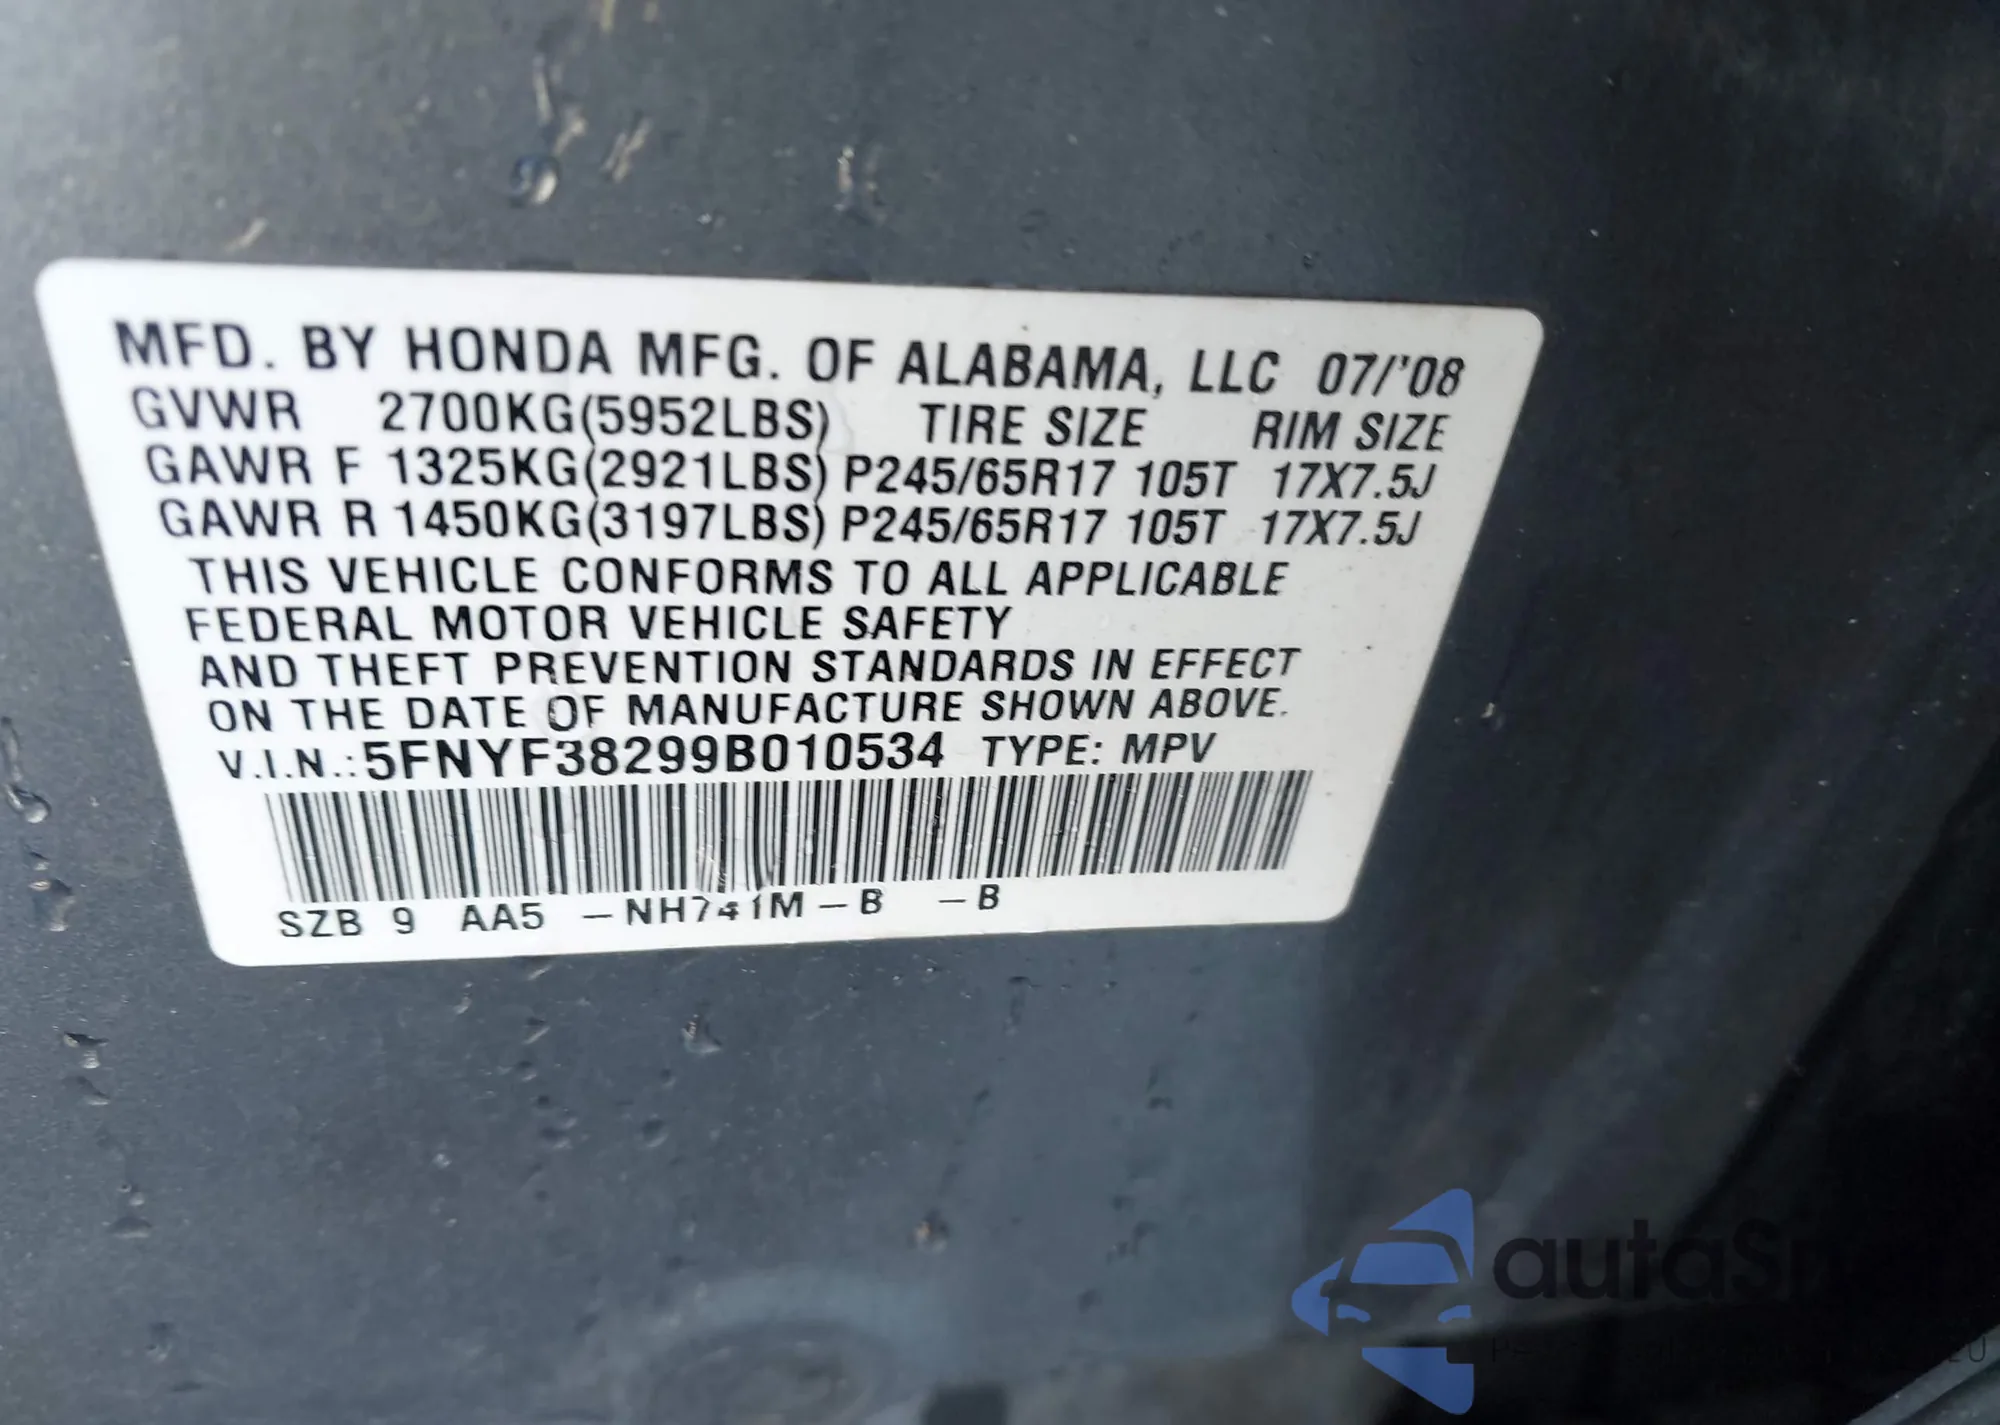 MFD. BY HONDA MFG. OF ALABAMA, LLC 07/'08
GVWR 2700KG(5952LBS) TIRE SIZE RIM SIZE
GAWR F 1325KG(2921LBS) P245/65R17 105T 17X7.5J
GAWR R 1450KG(3197LBS) P245/65R17 105T 17X7.5J
THIS VEHICLE CONFORMS TO ALL APPLICABLE
FEDERAL MOTOR VEHICLE SAFETY
AND THEFT PREVENTION STANDARDS IN EFFECT
ON THE DATE OF MANUFACTURE SHOWN ABOVE.
V.I.N.: 5FNYF38299B010534 TYPE: MPV
SZB 9 AA5 -NH741M-B -B